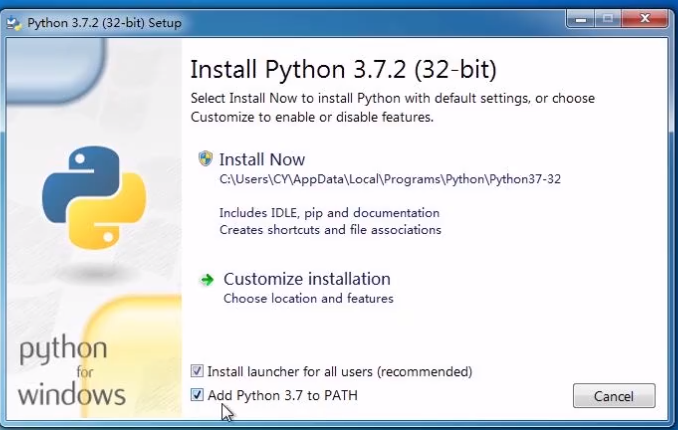 Python 3.7.2 (32-bit) Setup
Install Python 3.7.2 (32-bit)
Select Install Now to install Python with default settings, or choose
Customize to enable or disable features.
Install Now
C:\Users\CY\AppData\Local\Programs\Python\Python37-32
Includes IDLE, pip and documentation
Creates shortcuts and file associations
Customize installation
Choose location and features
python
for
windows
Install launcher for all users (recommended)
Add Python 3.7 to PATH
Cancel